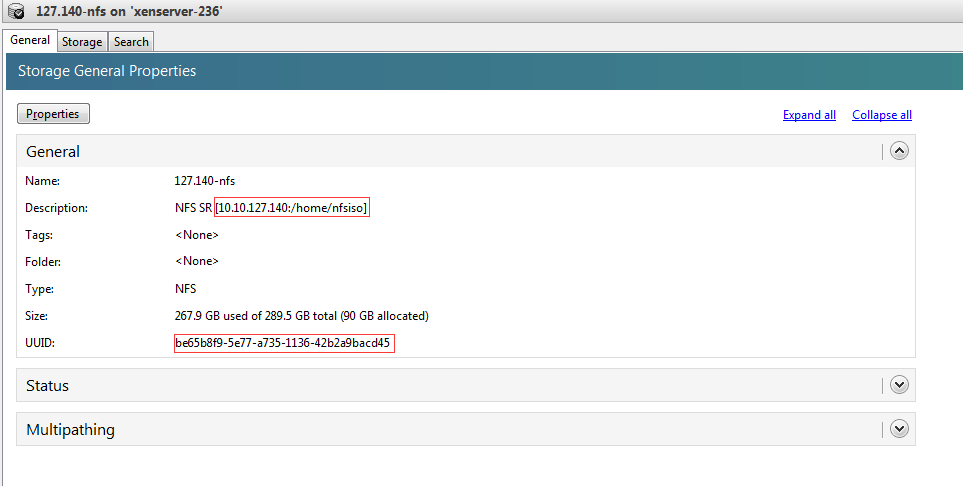 127.140-nfs on 'xenserver-236'
General Storage Search
Storage General Properties
Properties Expand all Collapse all
General
Name: 127.140-nfs
Description: NFS SR [10.10.127.140:/home/nfsiso]
Tags: <None>
Folder: <None>
Type: NFS
Size: 267.9 GB used of 289.5 GB total (90 GB allocated)
UUID: be65b8f9-5e77-a735-1136-42b2a9bacd45
Status
Multipathing